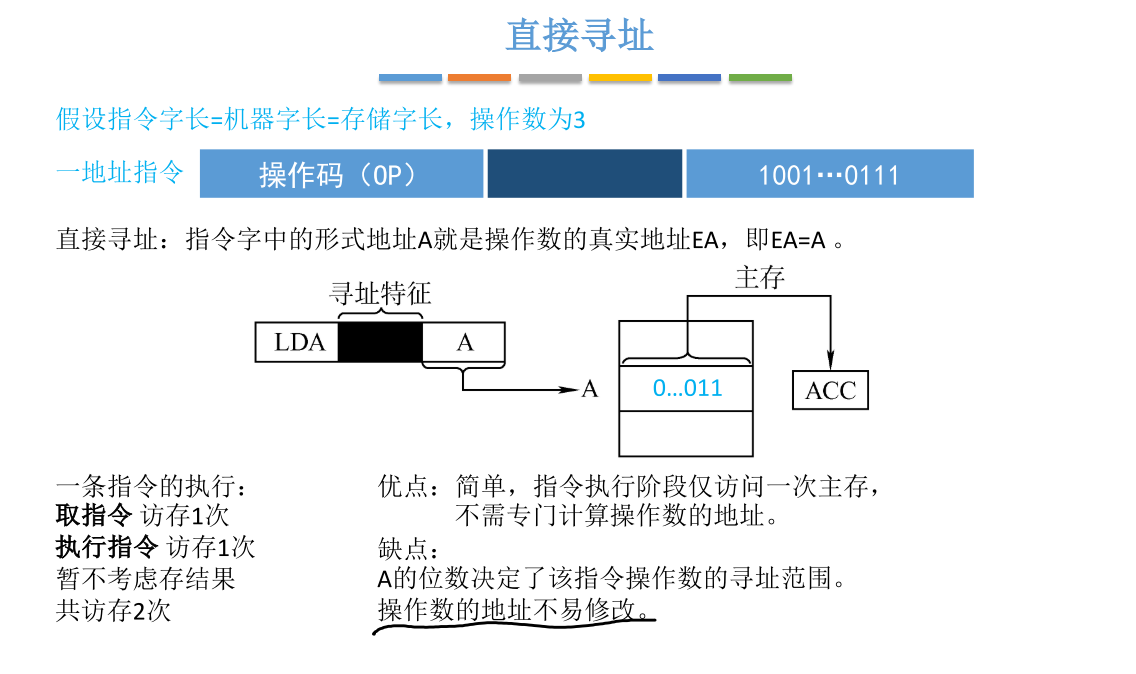 直接寻址
假设指令字长=机器字长=存储字长，操作数为3
一地址指令 操作码（OP） 1001…0111
直接寻址：指令字中的形式地址A就是操作数的真实地址EA，即EA=A 。
主存
寻址特征
LDA A
A 0...011 ACC
一条指令的执行：
取指令 访存1次
执行指令 访存1次
暂不考虑存结果
共访存2次
优点：简单，指令执行阶段仅访问一次主存，
不需专门计算操作数的地址。
缺点：
A的位数决定了该指令操作数的寻址范围。
操作数的地址不易修改。